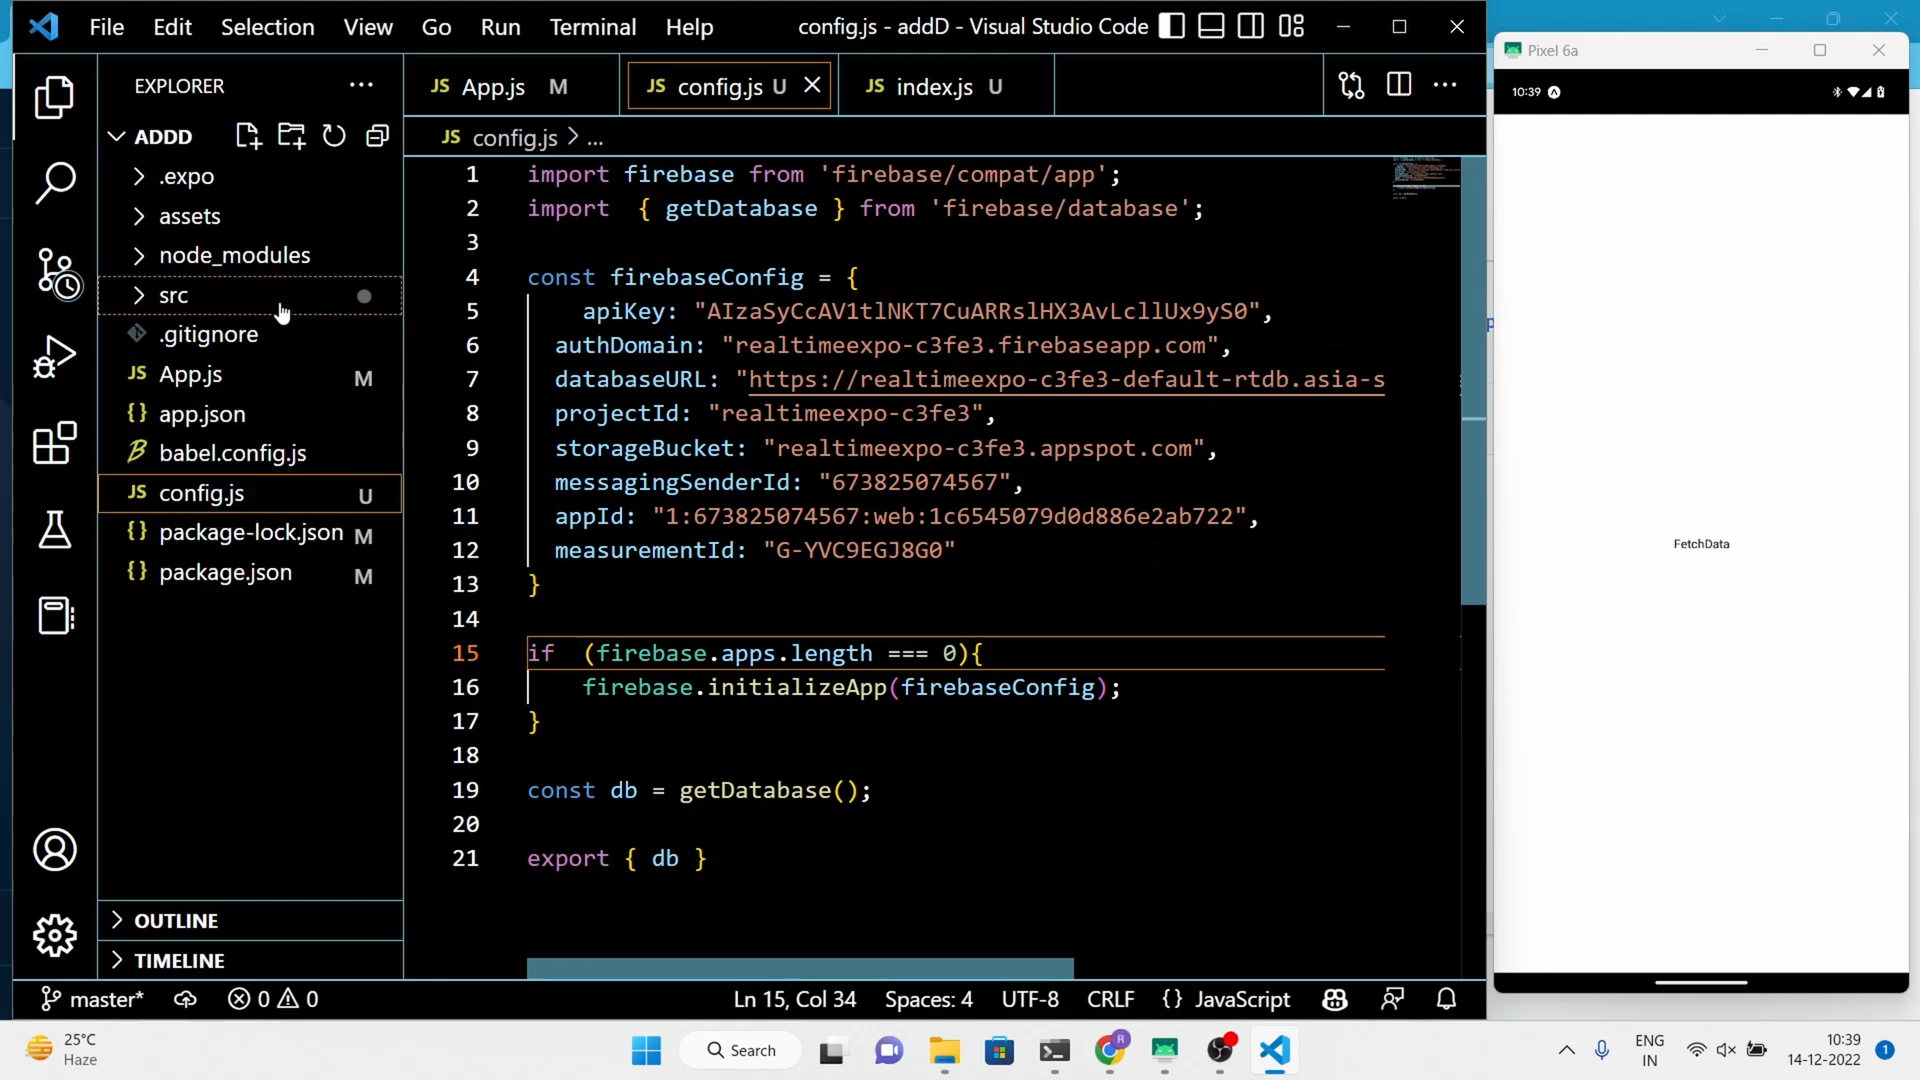 File Edit Selection View Go Run Terminal Help config.js - addD - Visual Studio Code
Pixel 6a
EXPLORER
JS App.js M
JS config.js U
JS index.js U
10:39
ADDD
JS config.js > ...
.expo
assets
node_modules
src
.gitignore
JS App.js M
{} app.json
babel.config.js
JS config.js U
{} package-lock.json M
{} package.json M
OUTLINE
TIMELINE
1 import firebase from 'firebase/compat/app';
2 import { getDatabase } from 'firebase/database';
3
4 const firebaseConfig = {
5 apiKey: "AIzaSyCcAV1tlNKT7CuARRslHX3AvLcllUx9yS0",
6 authDomain: "realtimeexpo-c3fe3.firebaseapp.com",
7 databaseURL: "https://realtimeexpo-c3fe3-default-rtdb.asia-s
8 projectId: "realtimeexpo-c3fe3",
9 storageBucket: "realtimeexpo-c3fe3.appspot.com",
10 messagingSenderId: "673825074567",
11 appId: "1:673825074567:web:1c6545079d0d886e2ab722",
12 measurementId: "G-YVC9EGJ8G0"
13 }
14
15 if (firebase.apps.length === 0){
16 firebase.initializeApp(firebaseConfig);
17 }
18
19 const db = getDatabase();
20
21 export { db }
FetchData
master* 0 0 Ln 15, Col 34 Spaces: 4 UTF-8 CRLF {} JavaScript
25°C
Haze
Search
R
ENG
IN
10:39
14-12-2022
1